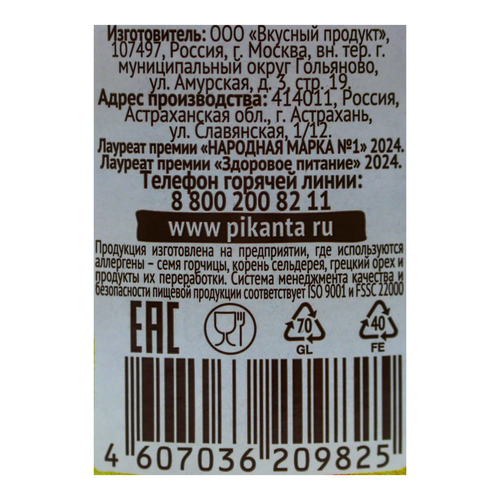 Изготовитель: ООО «Вкусный продукт»,
107497, Россия, г. Москва, вн. тер. г.
муниципальный округ Гольяново,
ул. Амурская, д. 3, стр. 19.
Адрес производства: 414011, Россия,
Астраханская обл., г. Астрахань,
ул. Славянская, 1/12.
Лауреат премии «НАРОДНАЯ МАРКА №1» 2024.
Лауреат премии «Здоровое питание» 2024.
Телефон горячей линии:
8 800 200 82 11
www.pikanta.ru
Продукция изготовлена на предприятии, где используются
аллергены – семя горчицы, корень сельдерея, грецкий орех и
продукты их переработки. Система менеджмента качества и
безопасности пищевой продукции соответствует ISO 9001 и FSSC 22000
EAC
70
GL
40
FE
4 607036 209825